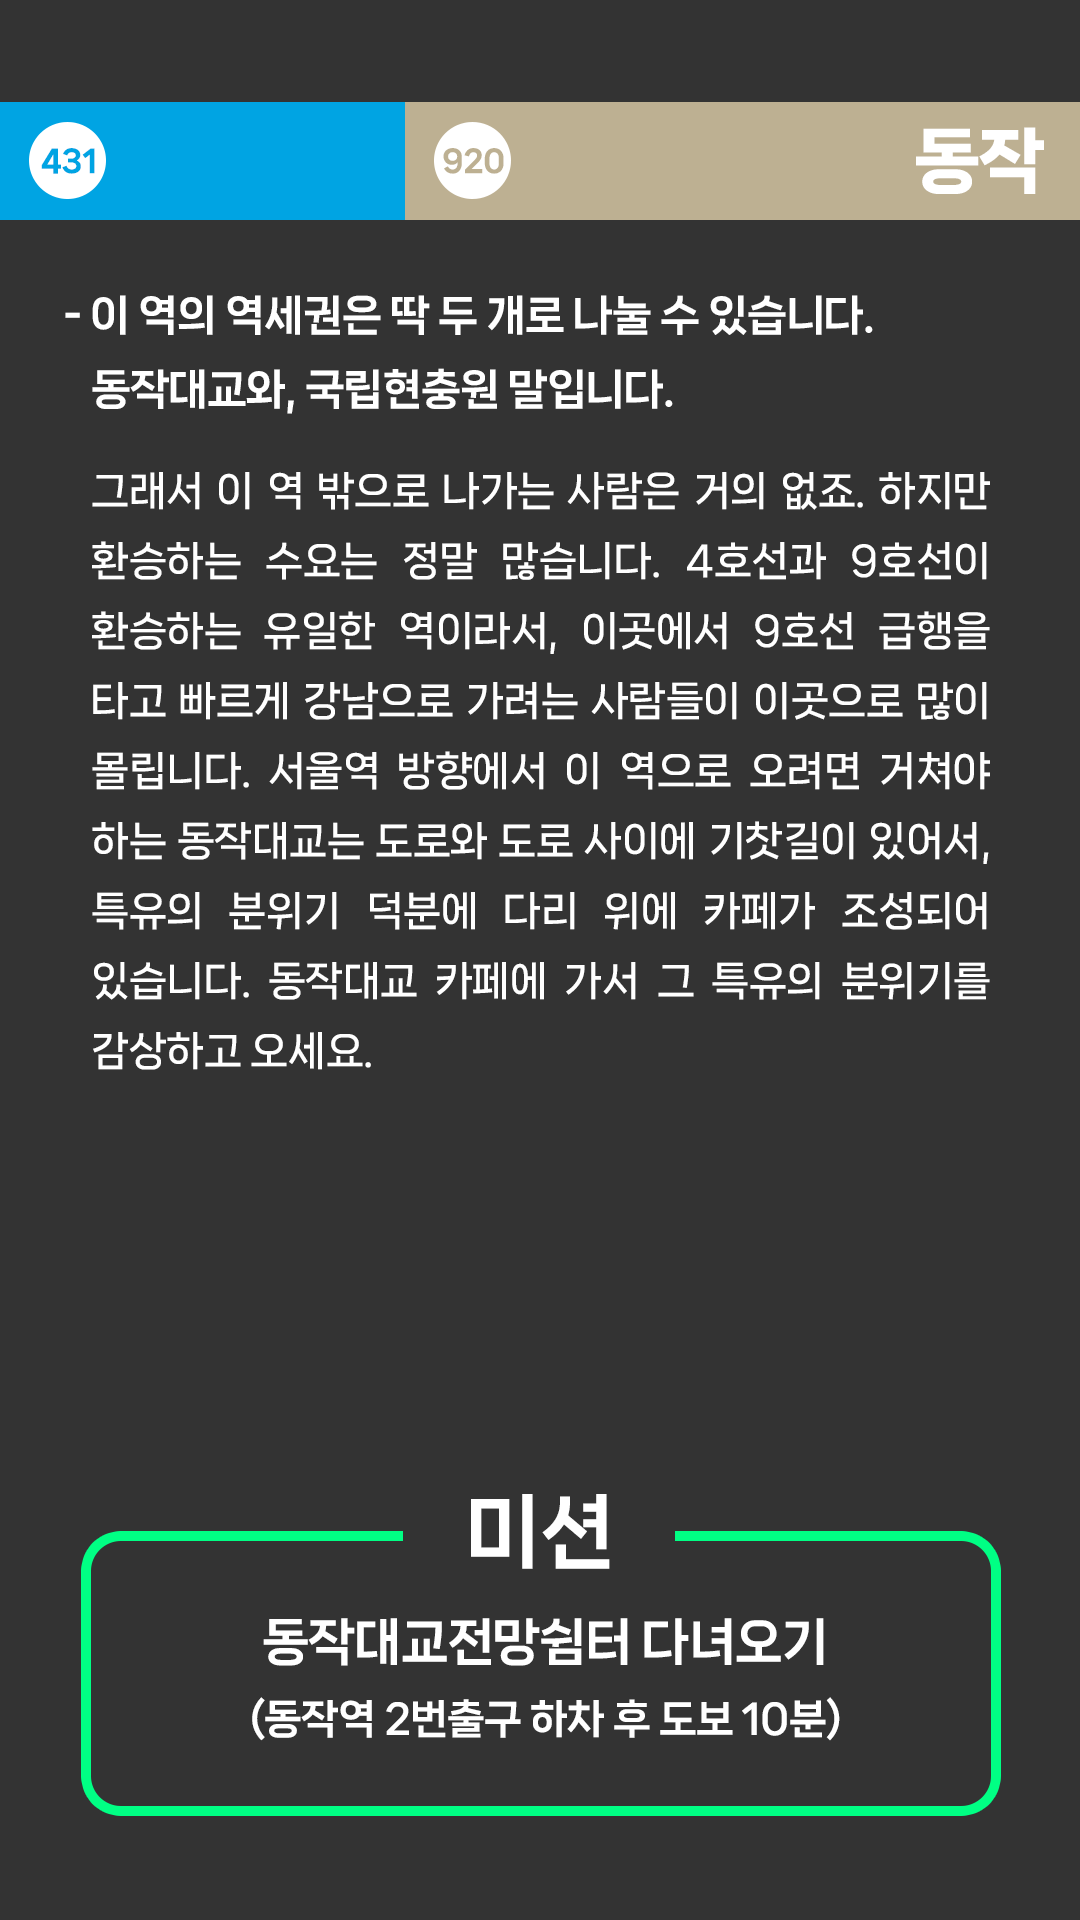 431
920
동작
- 이 역의 역세권은 딱 두 개로 나눌 수 있습니다.
동작대교와, 국립현충원 말입니다.
그래서 이 역 밖으로 나가는 사람은 거의 없죠. 하지만
환승하는 수요는 정말 많습니다. 4호선과 9호선이
환승하는 유일한 역이라서, 이곳에서 9호선 급행을
타고 빠르게 강남으로 가려는 사람들이 이곳으로 많이
몰립니다. 서울역 방향에서 이 역으로 오려면 거쳐야
하는 동작대교는 도로와 도로 사이에 기찻길이 있어서,
특유의 분위기 덕분에 다리 위에 카페가 조성되어
있습니다. 동작대교 카페에 가서 그 특유의 분위기를
감상하고 오세요.
미션
동작대교전망쉼터 다녀오기
(동작역 2번출구 하차 후 도보 10분)